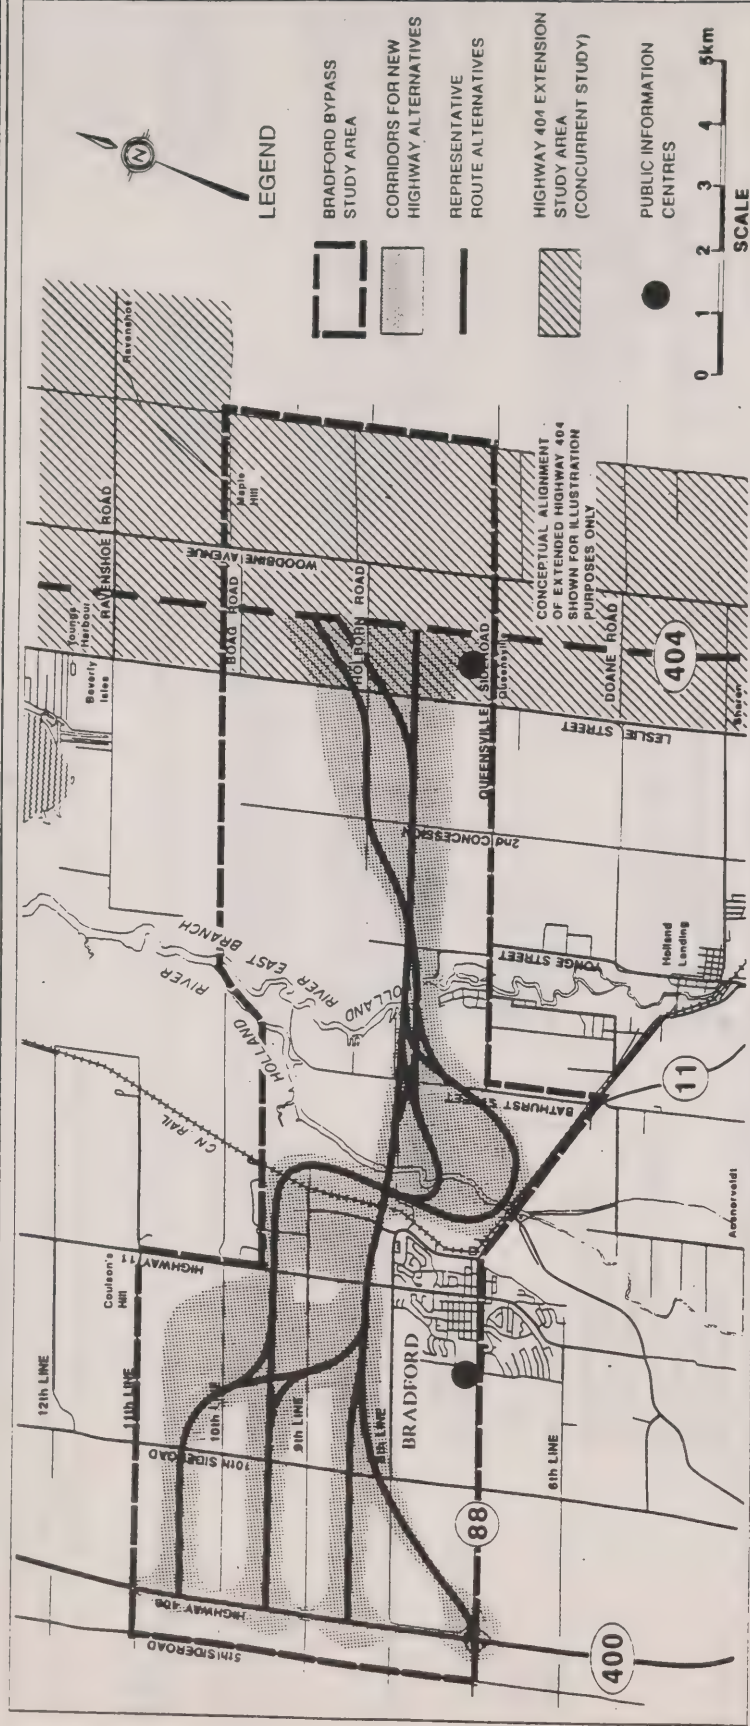 LEGEND
BRADFORD BYPASS
STUDY AREA
CORRIDORS FOR NEW
HIGHWAY ALTERNATIVES
REPRESENTATIVE
ROUTE ALTERNATIVES
HIGHWAY 404 EXTENSION
STUDY AREA
(CONCURRENT STUDY)
PUBLIC INFORMATION
CENTRES
0 1 2 3 4 5km
SCALE
N
12th LINE
11th LINE
Coulson's
Hill
HIGHWAY 11
10th LINE
10TH SIDEROAD
9th LINE
8th LINE
BRADFORD
6th LINE
88
HIGHWAY 400
5th SIDEROAD
400
CN RAIL
HOLLAND
RIVER
HOLLAND
RIVER EAST BRANCH
BATHURST STREET
11
YONGE STREET
Holland
Landing
2nd CONCESSION
QUEENSVILLE SIDEROAD
Queensville
LESLIE
STREET
DOANE ROAD
404
Sharon
CONCEPTUAL ALIGNMENT
OF EXTENDED HIGHWAY 404
SHOWN FOR ILLUSTRATION
PURPOSES ONLY
HOLBORN ROAD
BOAG ROAD
WOODBINE AVENUE
Maple
Hill
Ravenshoe
RAVENSHOE ROAD
Youngs
Harbour
Beverly
Isles